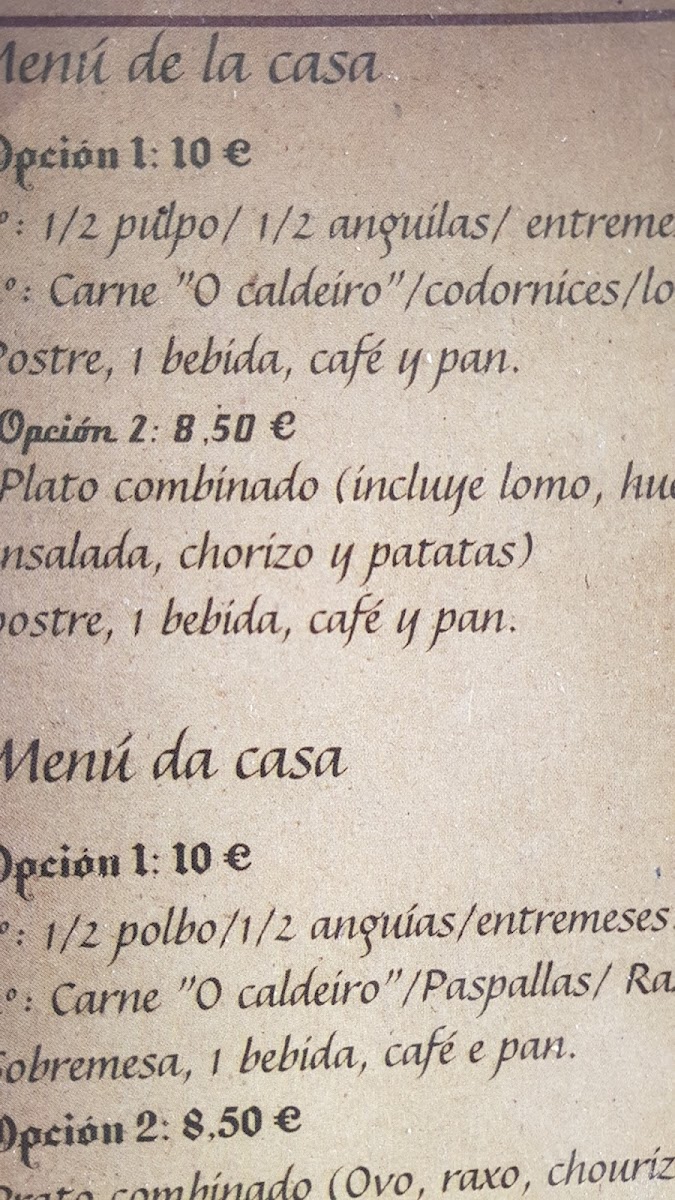 Menú de la casa
Opción 1: 10 €
º: 1/2 pulpo/ 1/2 anguilas/ entreme
º: Carne "O caldeiro"/codornices/lo
Postre, 1 bebida, café y pan.
Opción 2: 8,50 €
Plato combinado (incluye lomo, hue
nsalada, chorizo y patatas)
postre, 1 bebida, café y pan.
Menú da casa
Opción 1: 10 €
º: 1/2 polbo/1/2 anguías/entremeses
º: Carne "O caldeiro"/Paspallas/ Ra
Sobremesa, 1 bebida, café e pan.
Opción 2: 8,50 €
Prato combinado (Ovo, raxo, chouriz